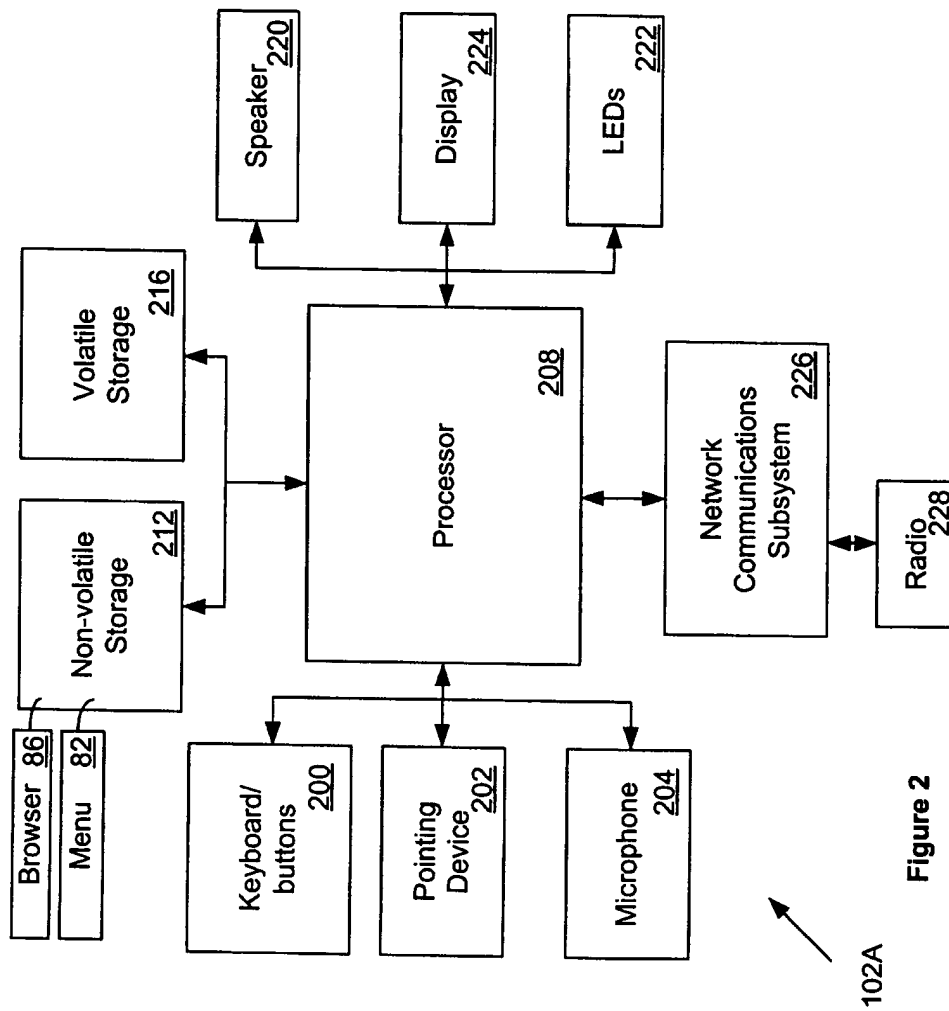 Browser 86
Menu 82
Non-volatile
Storage
212
Volatile
Storage
216
Keyboard/
buttons
200
Pointing
Device
202
Microphone
204
Processor
208
Speaker
220
Display
224
LEDs
222
Network
Communications
Subsystem
226
Radio
228
102A
Figure 2